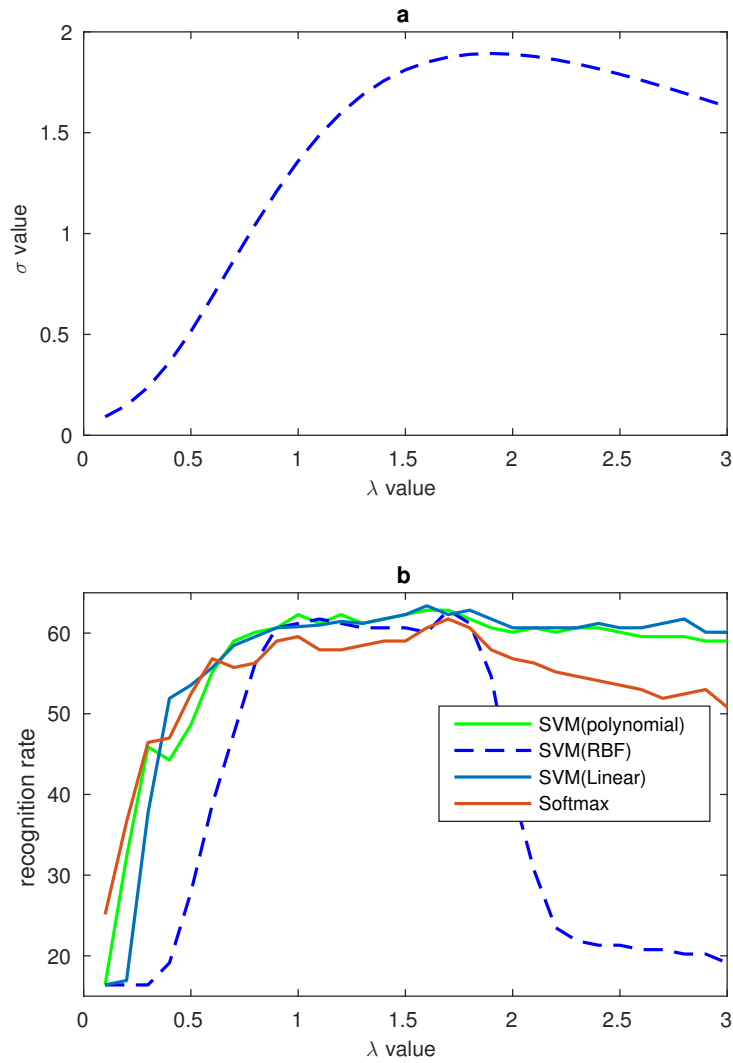 a
2
1.5
1
0.5
0
σ value
0 0.5 1 1.5 2 2.5 3
λ value
b
60
50
40
30
20
recognition rate
SVM(polynomial)
SVM(RBF)
SVM(Linear)
Softmax
0 0.5 1 1.5 2 2.5 3
λ value